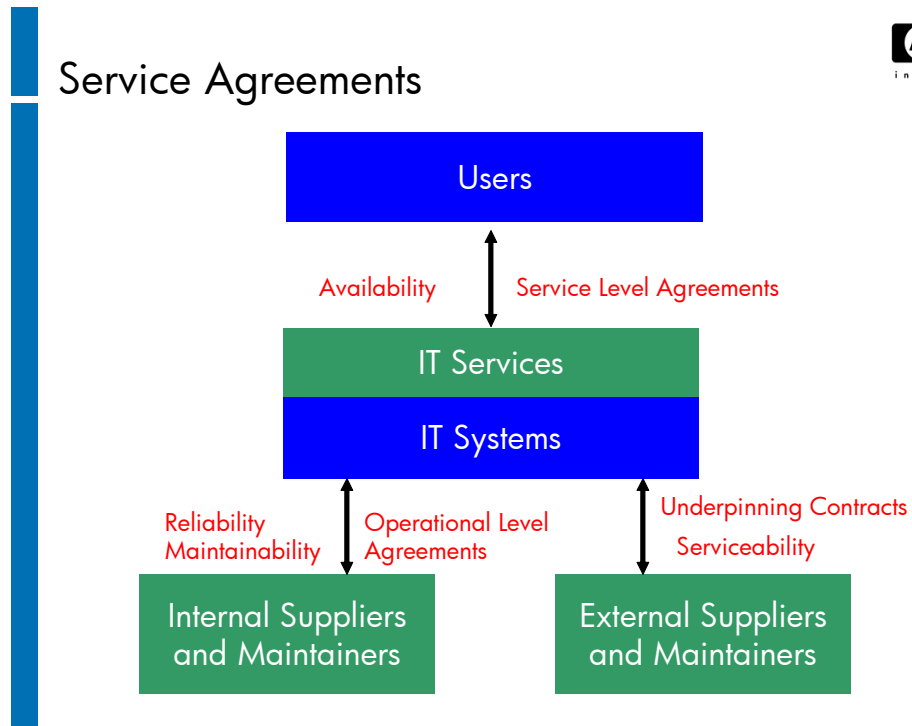 Service Agreements
i n
Users
Availability
Service Level Agreements
IT Services
IT Systems
Reliability
Maintainability
Operational Level
Agreements
Underpinning Contracts
Serviceability
Internal Suppliers
and Maintainers
External Suppliers
and Maintainers